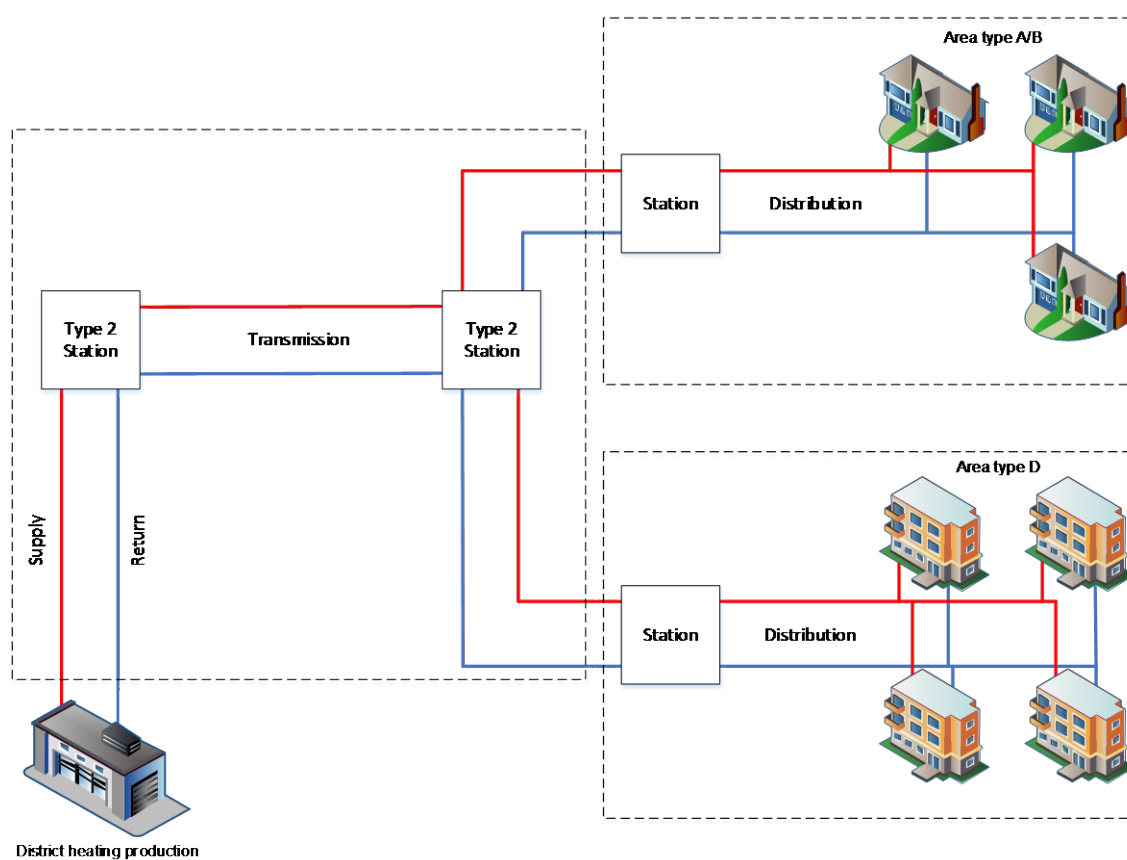 Area type A/B
Station
Distribution
Type 2
Station
Transmission
Type 2
Station
Supply
Return
Area type D
Station
Distribution
District heating production